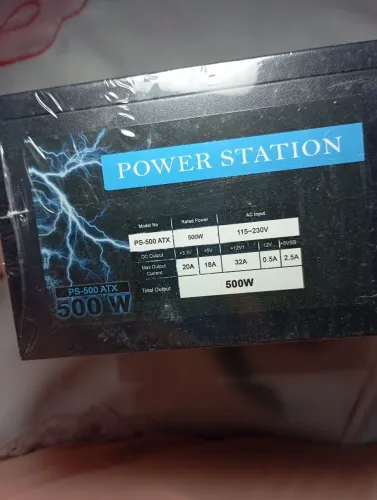 POWER STATION
Model No Rated Power AC Input
PS-500 ATX 500W 115~230V
DC Output +3.3V +5V +12V1 -12V +5VSB
Max Output Current 20A 18A 32A 0.5A 2.5A
Total Output 500W
PS-500 ATX
500 W